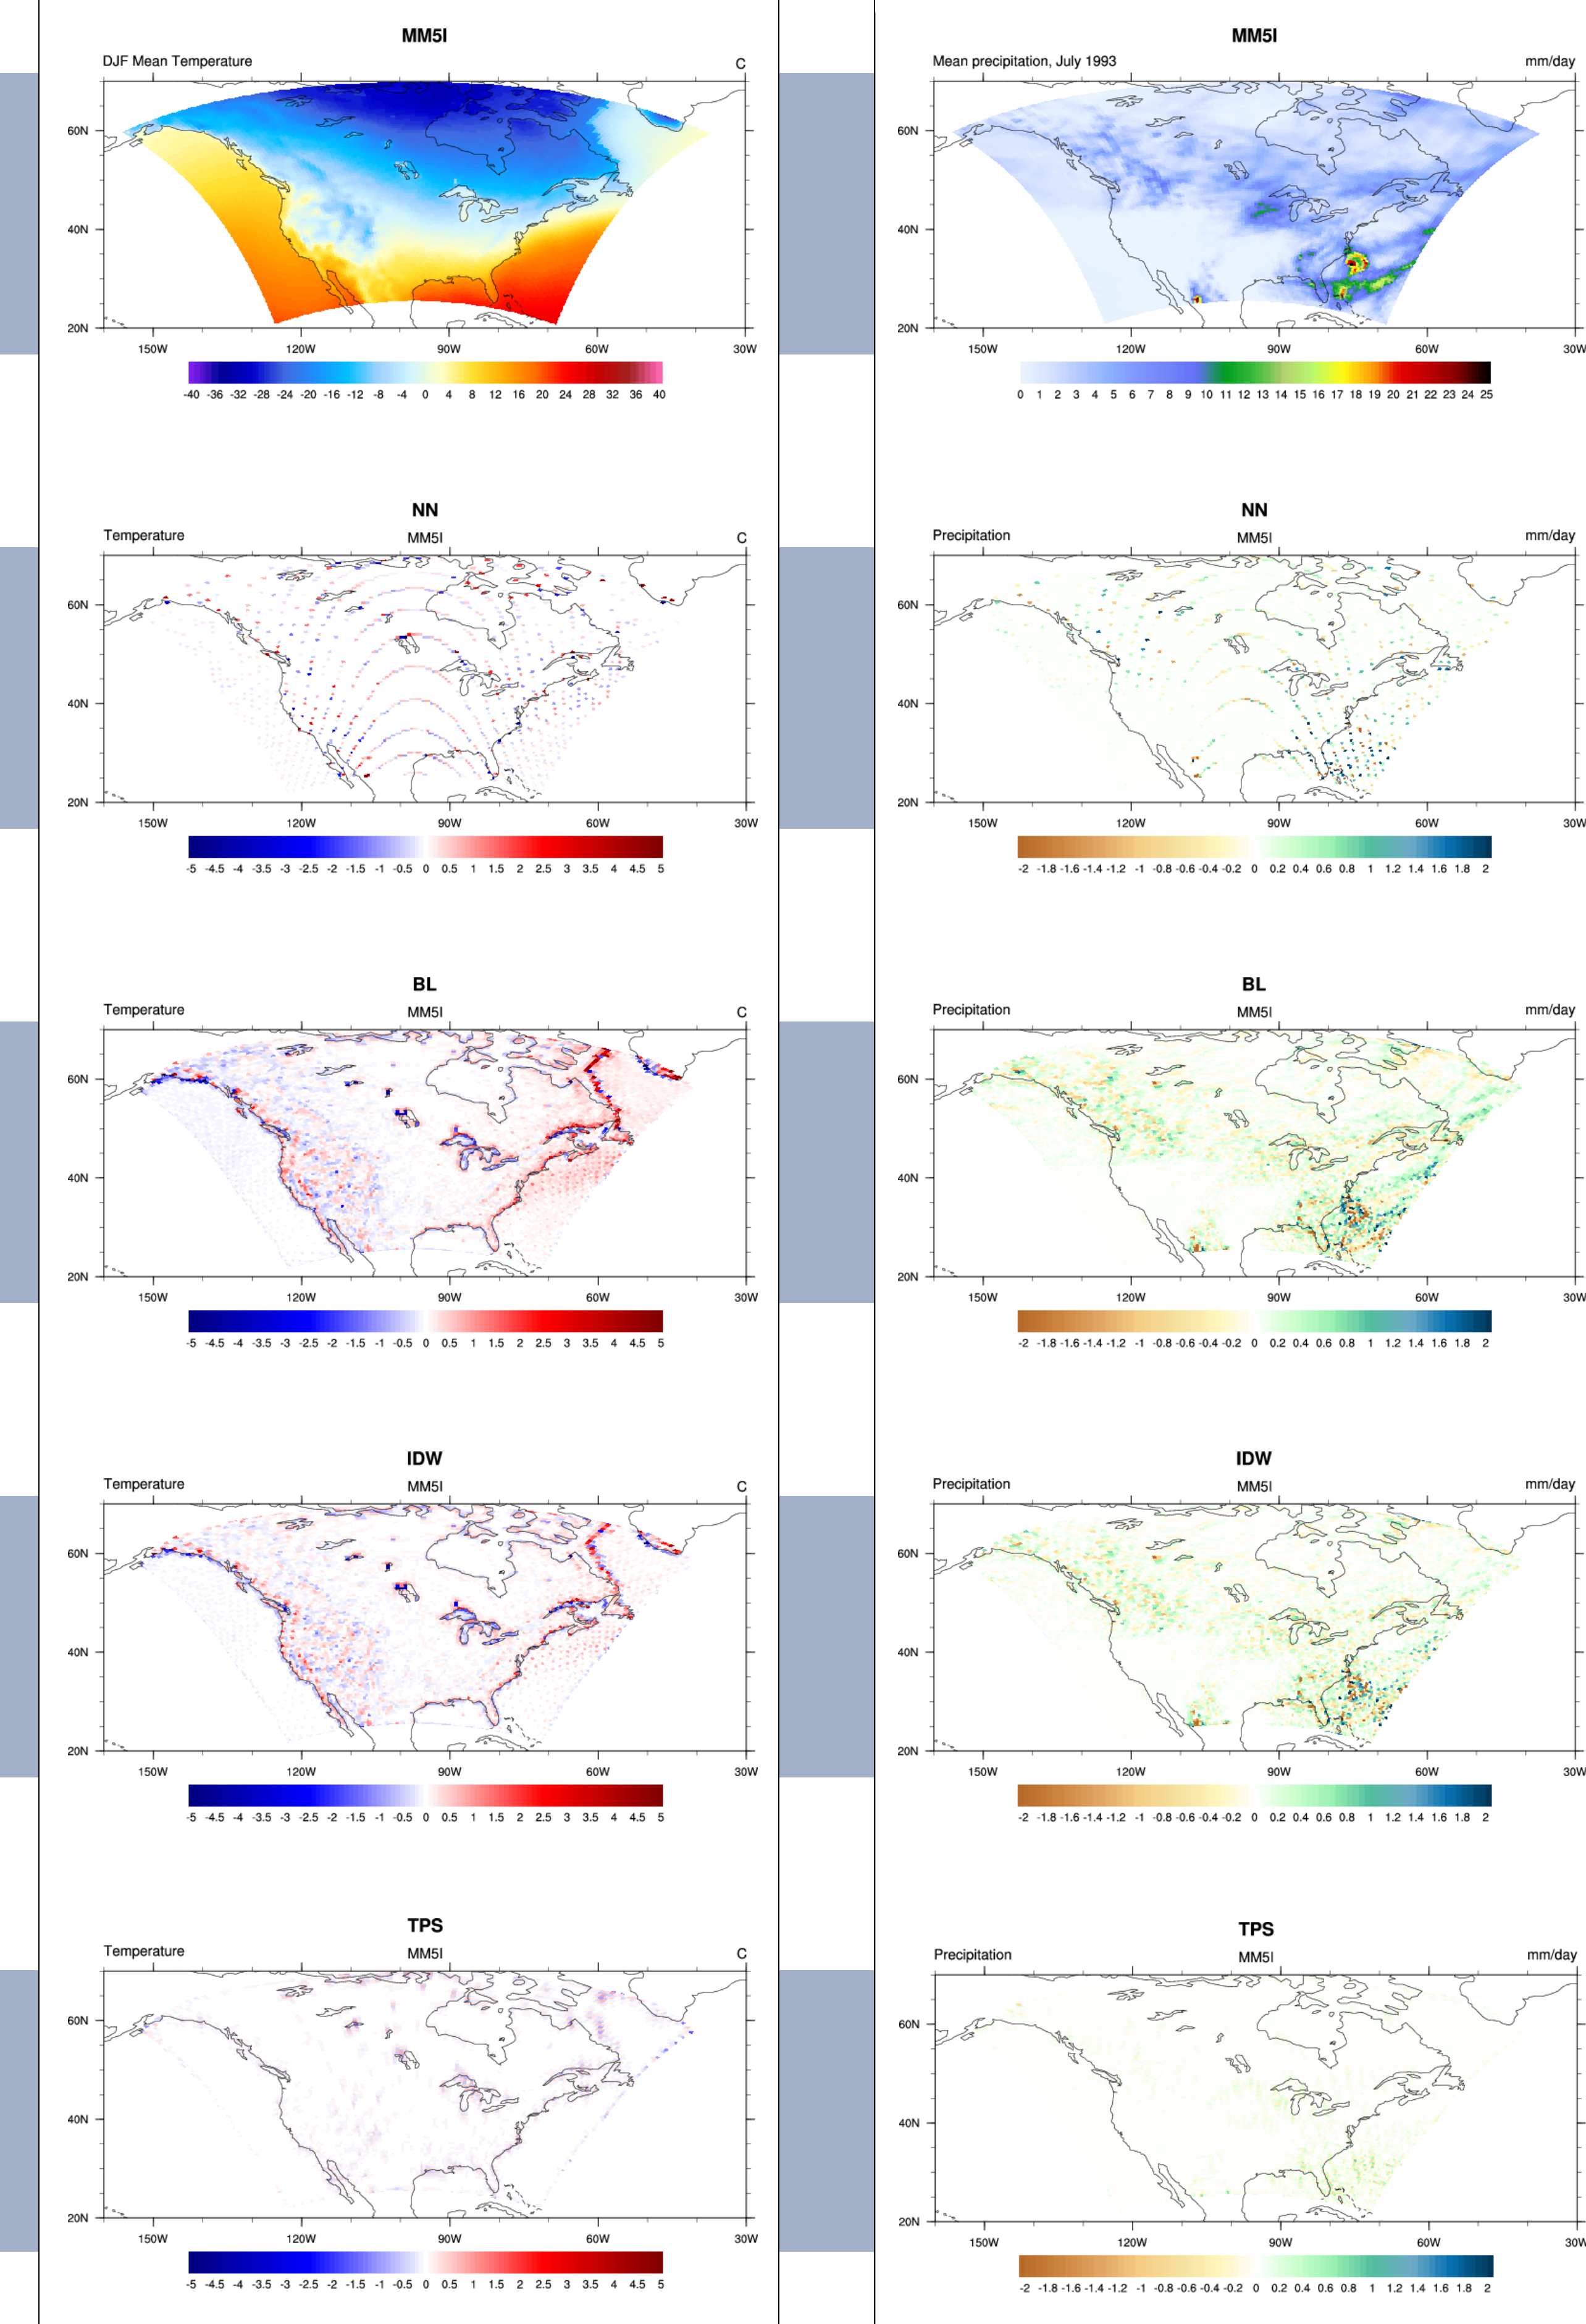 MM5I
DJF Mean Temperature C
60N
40N
20N
150W 120W 90W 60W 30W
-40 -36 -32 -28 -24 -20 -16 -12 -8 -4 0 4 8 12 16 20 24 28 32 36 40
MM5I
Mean precipitation, July 1993 mm/day
60N
40N
20N
150W 120W 90W 60W 30W
0 1 2 3 4 5 6 7 8 9 10 11 12 13 14 15 16 17 18 19 20 21 22 23 24 25
NN
Temperature MM5I C
60N
40N
20N
150W 120W 90W 60W 30W
-5 -4.5 -4 -3.5 -3 -2.5 -2 -1.5 -1 -0.5 0 0.5 1 1.5 2 2.5 3 3.5 4 4.5 5
NN
Precipitation MM5I mm/day
60N
40N
20N
150W 120W 90W 60W 30W
-2 -1.8 -1.6 -1.4 -1.2 -1 -0.8 -0.6 -0.4 -0.2 0 0.2 0.4 0.6 0.8 1 1.2 1.4 1.6 1.8 2
BL
Temperature MM5I C
60N
40N
20N
150W 120W 90W 60W 30W
-5 -4.5 -4 -3.5 -3 -2.5 -2 -1.5 -1 -0.5 0 0.5 1 1.5 2 2.5 3 3.5 4 4.5 5
BL
Precipitation MM5I mm/day
60N
40N
20N
150W 120W 90W 60W 30W
-2 -1.8 -1.6 -1.4 -1.2 -1 -0.8 -0.6 -0.4 -0.2 0 0.2 0.4 0.6 0.8 1 1.2 1.4 1.6 1.8 2
IDW
Temperature MM5I C
60N
40N
20N
150W 120W 90W 60W 30W
-5 -4.5 -4 -3.5 -3 -2.5 -2 -1.5 -1 -0.5 0 0.5 1 1.5 2 2.5 3 3.5 4 4.5 5
IDW
Precipitation MM5I mm/day
60N
40N
20N
150W 120W 90W 60W 30W
-2 -1.8 -1.6 -1.4 -1.2 -1 -0.8 -0.6 -0.4 -0.2 0 0.2 0.4 0.6 0.8 1 1.2 1.4 1.6 1.8 2
TPS
Temperature MM5I C
60N
40N
20N
150W 120W 90W 60W 30W
-5 -4.5 -4 -3.5 -3 -2.5 -2 -1.5 -1 -0.5 0 0.5 1 1.5 2 2.5 3 3.5 4 4.5 5
TPS
Precipitation MM5I mm/day
60N
40N
20N
150W 120W 90W 60W 30W
-2 -1.8 -1.6 -1.4 -1.2 -1 -0.8 -0.6 -0.4 -0.2 0 0.2 0.4 0.6 0.8 1 1.2 1.4 1.6 1.8 2